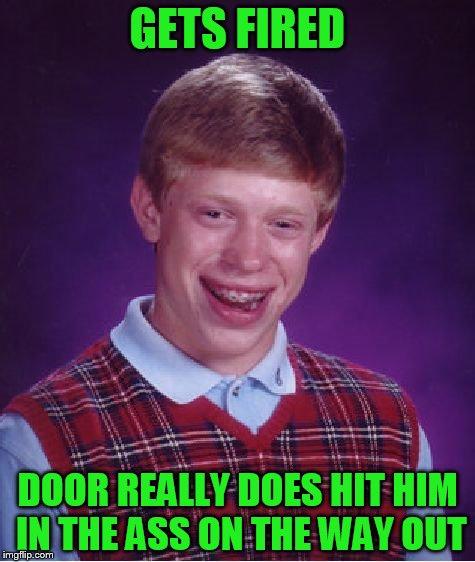 GETS FIRED
DOOR REALLY DOES HIT HIM
IN THE ASS ON THE WAY OUT
imgflip.com